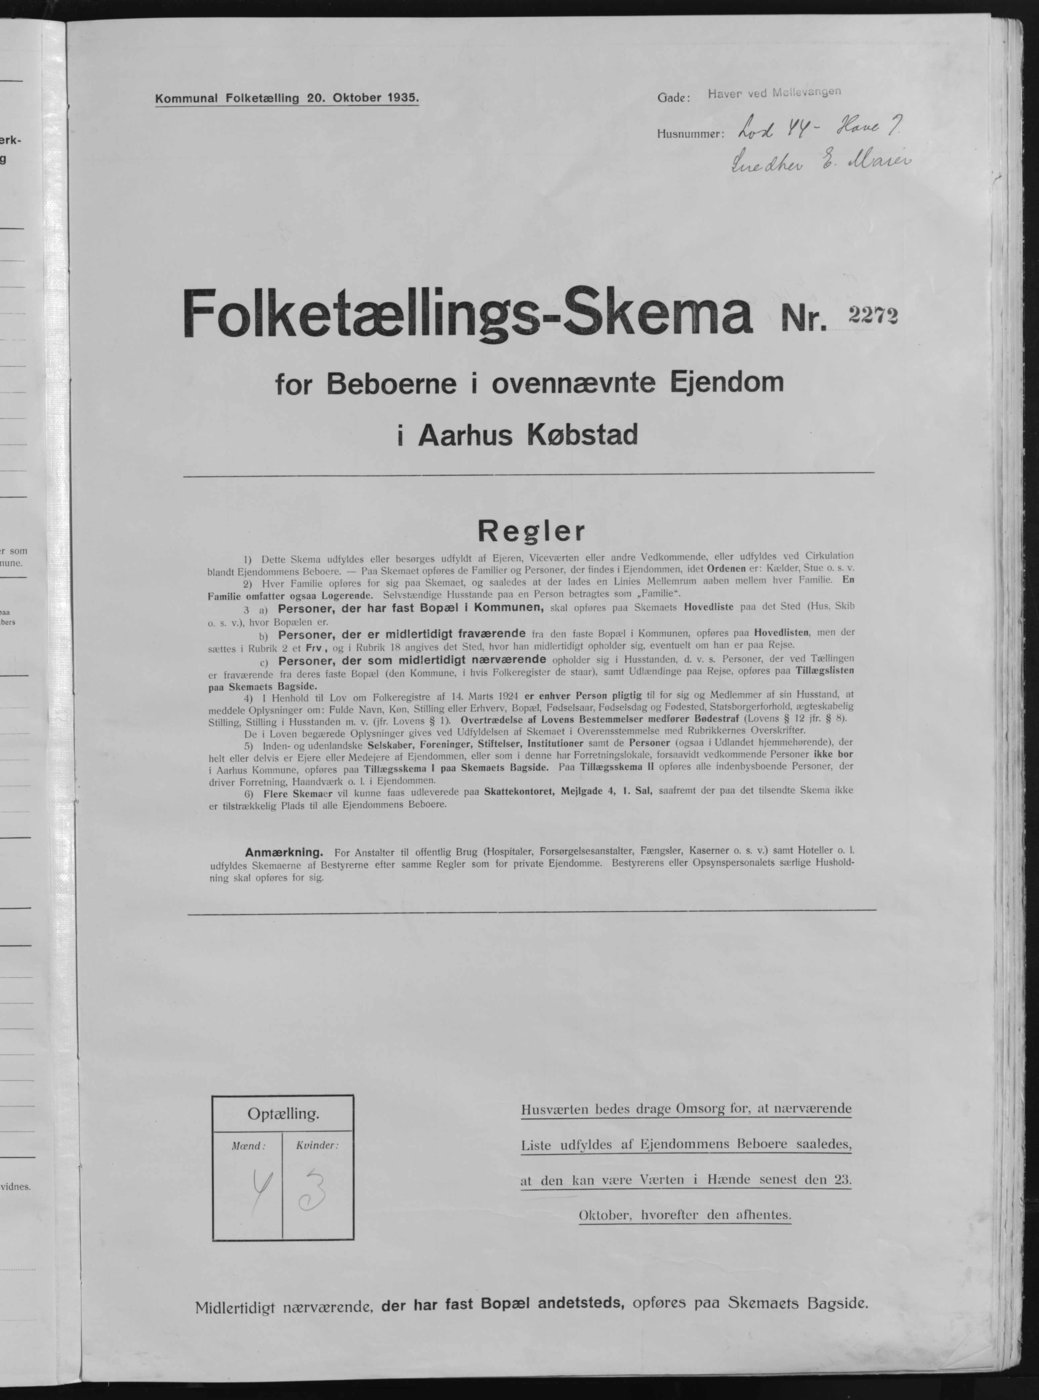 Kommunal Folketælling 20. Oktober 1935.
Gade: Haver ved Møllevangen
Husnummer: Lod 44 - Have 7.
Snedker E. Maier
Folketællings-Skema Nr. 2272
for Beboerne i ovennævnte Ejendom
i Aarhus Købstad
Regler
1) Dette Skema udfyldes eller besørges udfyldt af Ejeren, Viceværten eller andre Vedkommende, eller udfyldes ved Cirkulation
blandt Ejendommens Beboere. — Paa Skemaet opføres de Familier og Personer, der findes i Ejendommen, idet Ordenen er: Kælder, Stue o. s. v.
2) Hver Familie opføres for sig paa Skemaet, og saaledes at der lades en Linies Mellemrum aaben mellem hver Familie. En
Familie omfatter ogsaa Logerende. Selvstændige Husstande paa en Person betragtes som „Familie“.
3 a) Personer, der har fast Bopæl i Kommunen, skal opføres paa Skemaets Hovedliste paa det Sted (Hus, Skib
o. s. v.), hvor Bopælen er.
b) Personer, der er midlertidigt fraværende fra den faste Bopæl i Kommunen, opføres paa Hovedlisten, men der
sættes i Rubrik 2 et Frv., og i Rubrik 18 angives det Sted, hvor han midlertidigt opholder sig, eventuelt om han er paa Rejse.
c) Personer, der som midlertidigt nærværende opholder sig i Husstanden, d. v. s. Personer, der ved Tællingen
er fraværende fra deres faste Bopæl (den Kommune, i hvis Folkeregister de staar), samt Udlændinge paa Rejse, opføres paa Tillægslisten
paa Skemaets Bagside.
4) I Henhold til Lov om Folkeregistre af 14. Marts 1924 er enhver Person pligtig til for sig og Medlemmer af sin Husstand, at
meddele Oplysninger om: Fulde Navn, Køn, Stilling eller Erhverv, Bopæl, Fødselsaar, Fødselsdag og Fødested, Statsborgerforhold, ægteskabelig
Stilling, Stilling i Husstanden m. v. (jfr. Lovens § 1). Overtrædelse af Lovens Bestemmelser medfører Bødestraf (Lovens § 12 jfr. § 8).
De i Loven begærede Oplysninger gives ved Udfyldelsen af Skemaet i Overensstemmelse med Rubrikkernes Overskrifter.
5) Inden- og udenlandske Selskaber, Foreninger, Stiftelser, Institutioner samt de Personer (ogsaa i Udlandet hjemmehørende), der
helt eller delvis er Ejere eller Medejere af Ejendommen, eller som i denne har Forretningslokale, forsaavidt vedkommende Personer ikke bor
i Aarhus Kommune, opføres paa Tillægsskema I paa Skemaets Bagside. Paa Tillægsskema II opføres alle indenbysboende Personer, der
driver Forretning, Haandværk o. l. i Ejendommen.
6) Flere Skemaer vil kunne faas udleverede paa Skattekontoret, Mejlgade 4, 1. Sal, saafremt der paa det tilsendte Skema ikke
er tilstrækkelig Plads til alle Ejendommens Beboere.
Anmærkning. For Anstalter til offentlig Brug (Hospitaler, Forsørgelsesanstalter, Fængsler, Kaserner o. s. v.) samt Hoteller o. l.
udfyldes Skemaerne af Bestyrerne efter samme Regler som for private Ejendomme. Bestyrerens eller Opsynspersonalets særlige Hushold-
ning skal opføres for sig.
Optælling.
Mænd: Kvinder:
4 3
Husværten bedes drage Omsorg for, at nærværende
Liste udfyldes af Ejendommens Beboere saaledes,
at den kan være Værten i Hænde senest den 23.
Oktober, hvorefter den afhentes.
Midlertidigt nærværende, der har fast Bopæl andetsteds, opføres paa Skemaets Bagside.
erk-
g
er som
mune.
paa
bers
vidnes.